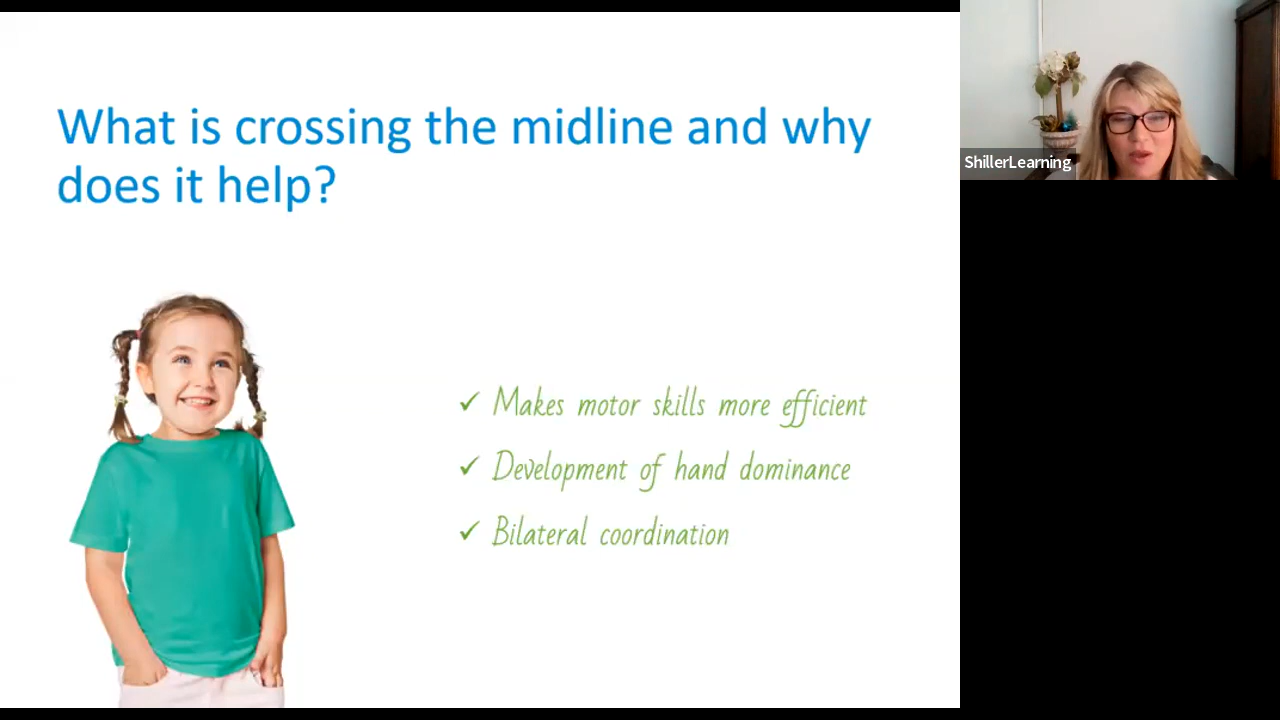 What is crossing the midline and why
does it help?
ShillerLearning
✓ Makes motor skills more efficient
✓ Development of hand dominance
✓ Bilateral coordination